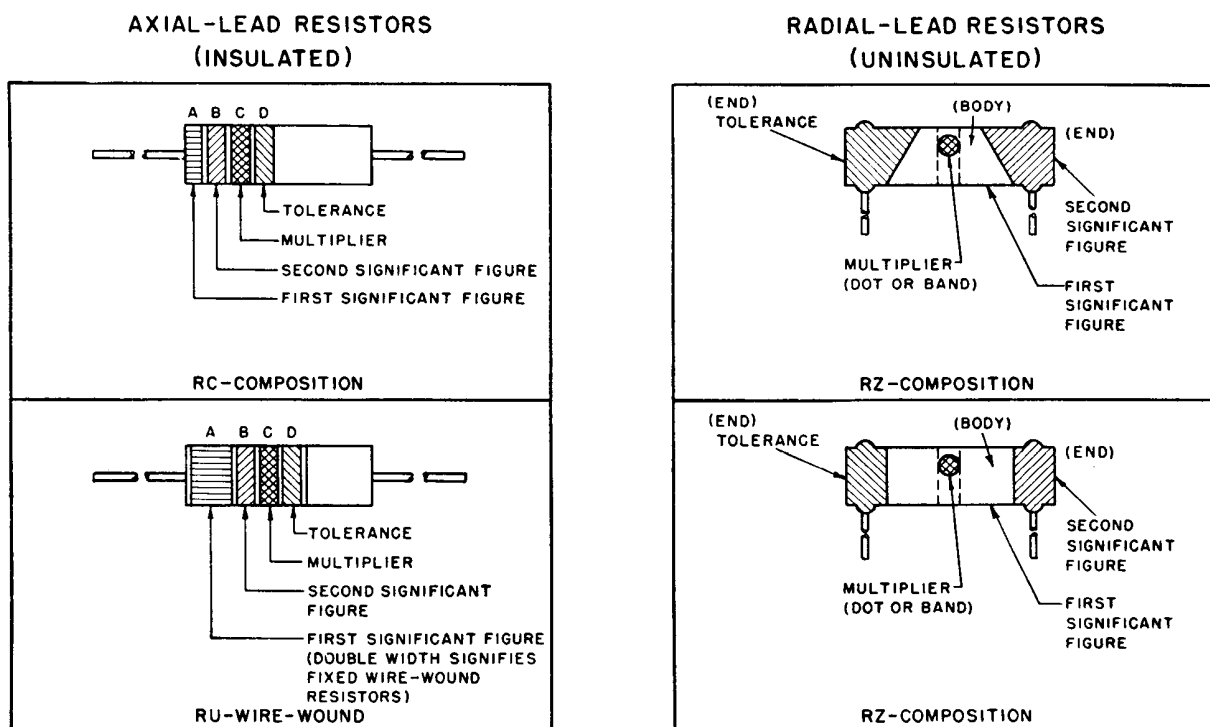 AXIAL-LEAD RESISTORS
(INSULATED)
A B C D
TOLERANCE
MULTIPLIER
SECOND SIGNIFICANT FIGURE
FIRST SIGNIFICANT FIGURE
RC-COMPOSITION
A B C D
TOLERANCE
MULTIPLIER
SECOND SIGNIFICANT
FIGURE
FIRST SIGNIFICANT FIGURE
(DOUBLE WIDTH SIGNIFIES
FIXED WIRE-WOUND
RESISTORS)
RU-WIRE-WOUND
RADIAL-LEAD RESISTORS
(UNINSULATED)
(END)
TOLERANCE
(BODY)
(END)
SECOND
SIGNIFICANT
FIGURE
MULTIPLIER
(DOT OR BAND)
FIRST
SIGNIFICANT
FIGURE
RZ-COMPOSITION
(END)
TOLERANCE
(BODY)
(END)
SECOND
SIGNIFICANT
FIGURE
MULTIPLIER
(DOT OR BAND)
FIRST
SIGNIFICANT
FIGURE
RZ-COMPOSITION